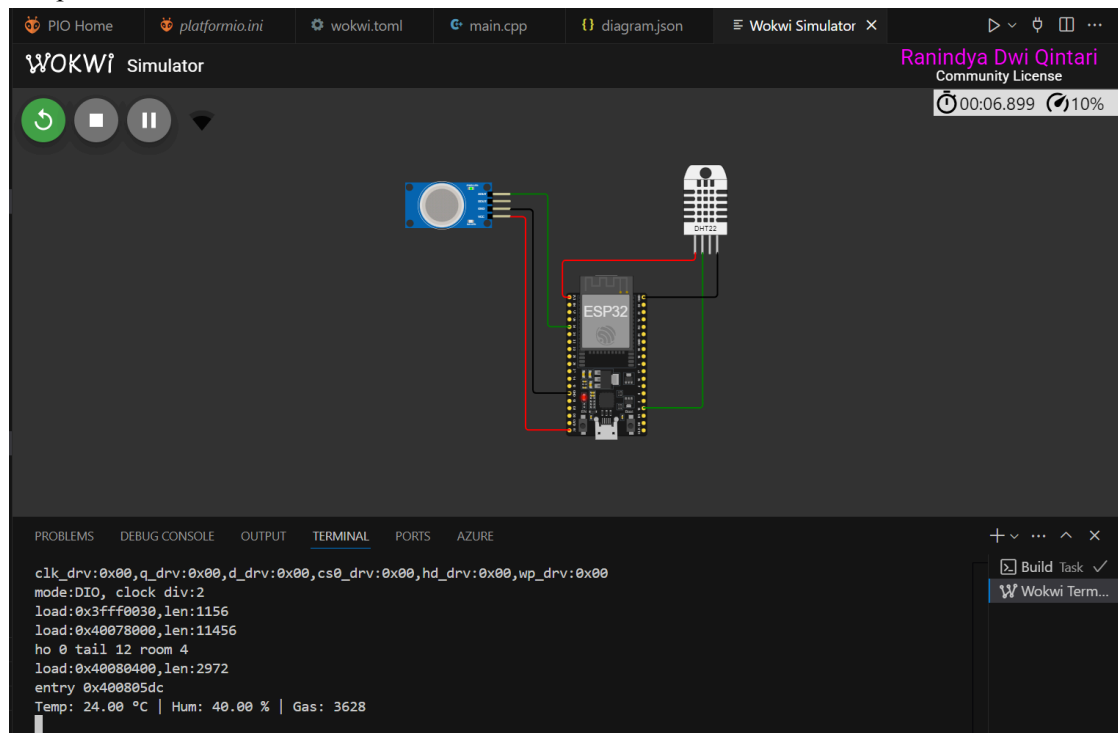 PIO Home platformio.ini wokwi.toml main.cpp {} diagram.json Wokwi Simulator
WOKWi Simulator
Ranindya Dwi Qintari
Community License
00:06.899 10%
DHT22
ESP32
PROBLEMS DEBUG CONSOLE OUTPUT TERMINAL PORTS AZURE
clk_drv:0x00,q_drv:0x00,d_drv:0x00,cs0_drv:0x00,hd_drv:0x00,wp_drv:0x00
mode:DIO, clock div:2
load:0x3fff0030,len:1156
load:0x40078000,len:11456
ho 0 tail 12 room 4
load:0x40080400,len:2972
entry 0x400805dc
Temp: 24.00 °C | Hum: 40.00 % | Gas: 3628
Build Task
Wokwi Term...